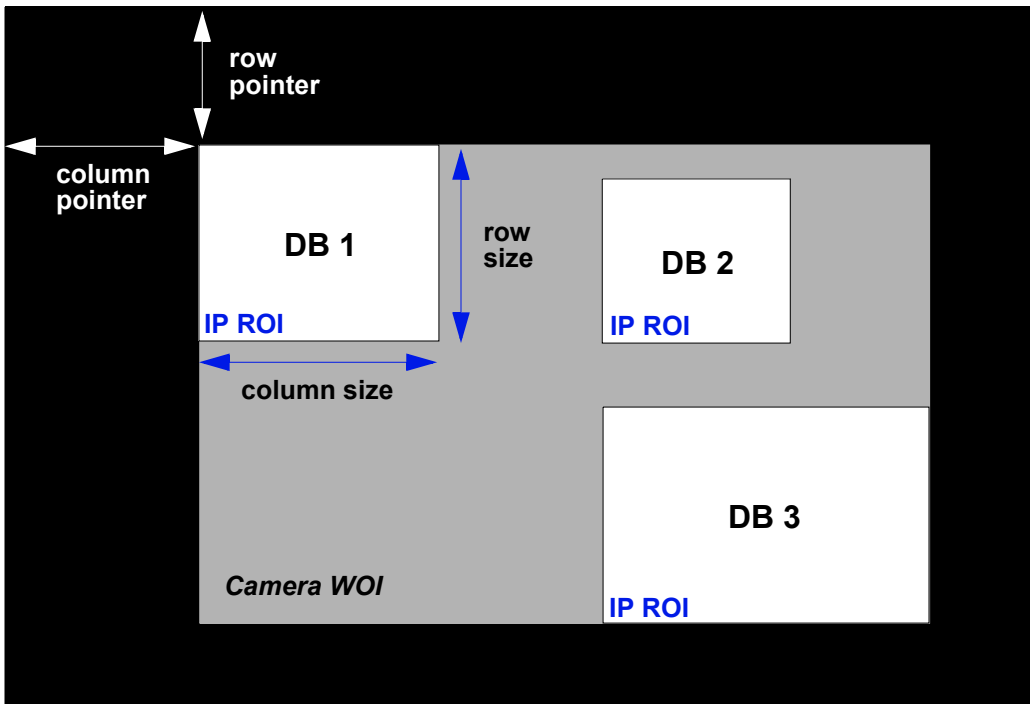 row
pointer
column
pointer
DB 1
IP ROI
row
size
column size
DB 2
IP ROI
DB 3
IP ROI
Camera WOI